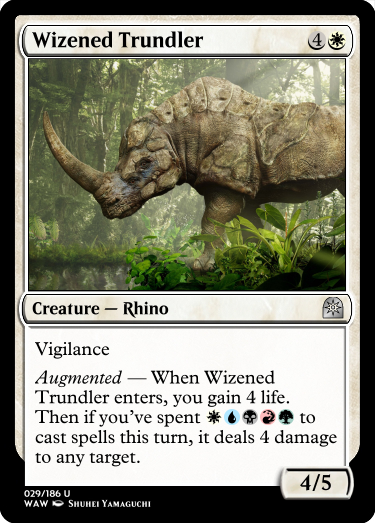 Wizened Trundler 4
Creature — Rhino
Vigilance
Augmented — When Wizened
Trundler enters, you gain 4 life.
Then if you've spent to
cast spells this turn, it deals 4 damage
to any target.
4/5
029/186 U
WAW Shuhei Yamaguchi